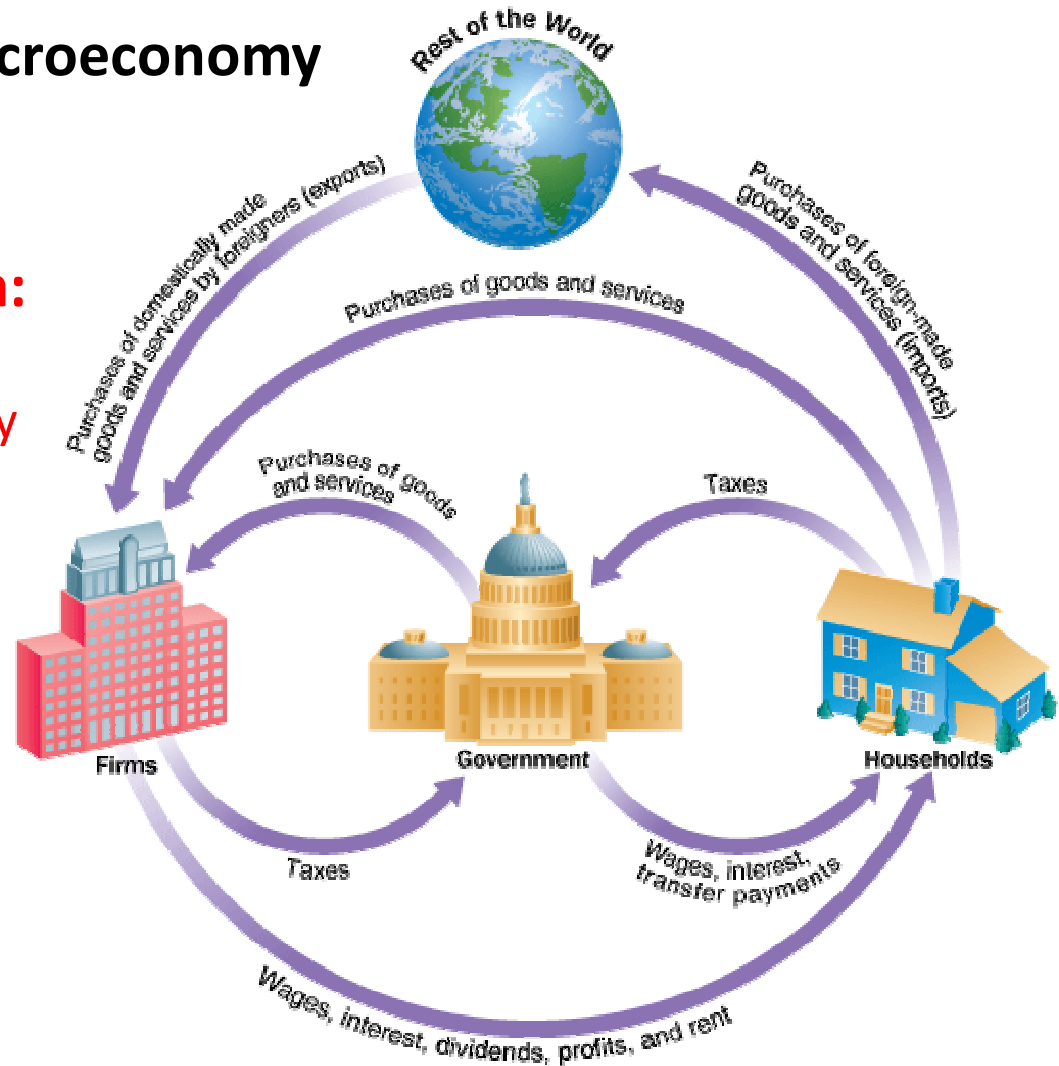 croeconomy
Rest of the World
Purchases of domestically made
goods and services by foreigners (exports)
Purchases of foreign-made
goods and services (imports)
Purchases of goods and services
n:
y
Purchases of goods
and services
Taxes
Firms
Government
Households
Taxes
Wages, interest,
transfer payments
Wages, interest, dividends, profits, and rent